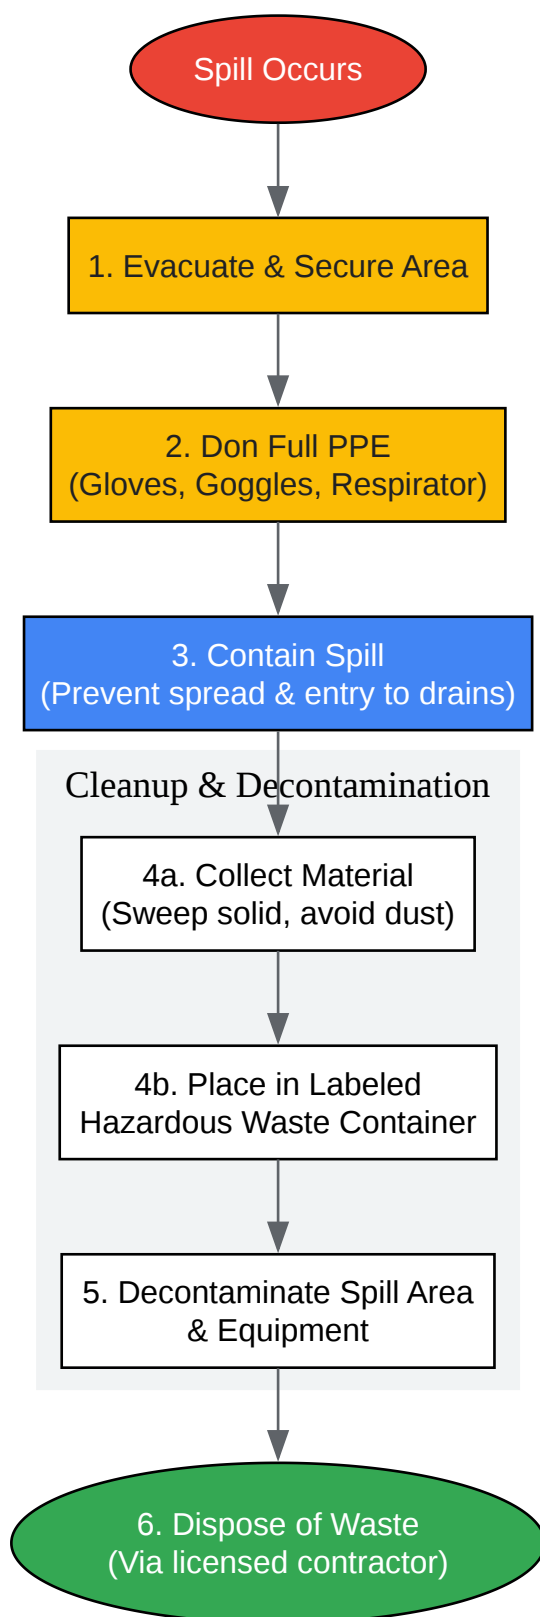 Spill Occurs
1. Evacuate & Secure Area
2. Don Full PPE
(Gloves, Goggles, Respirator)
3. Contain Spill
(Prevent spread & entry to drains)
Cleanup & Decontamination
4a. Collect Material
(Sweep solid, avoid dust)
4b. Place in Labeled
Hazardous Waste Container
5. Decontaminate Spill Area
& Equipment
6. Dispose of Waste
(Via licensed contractor)